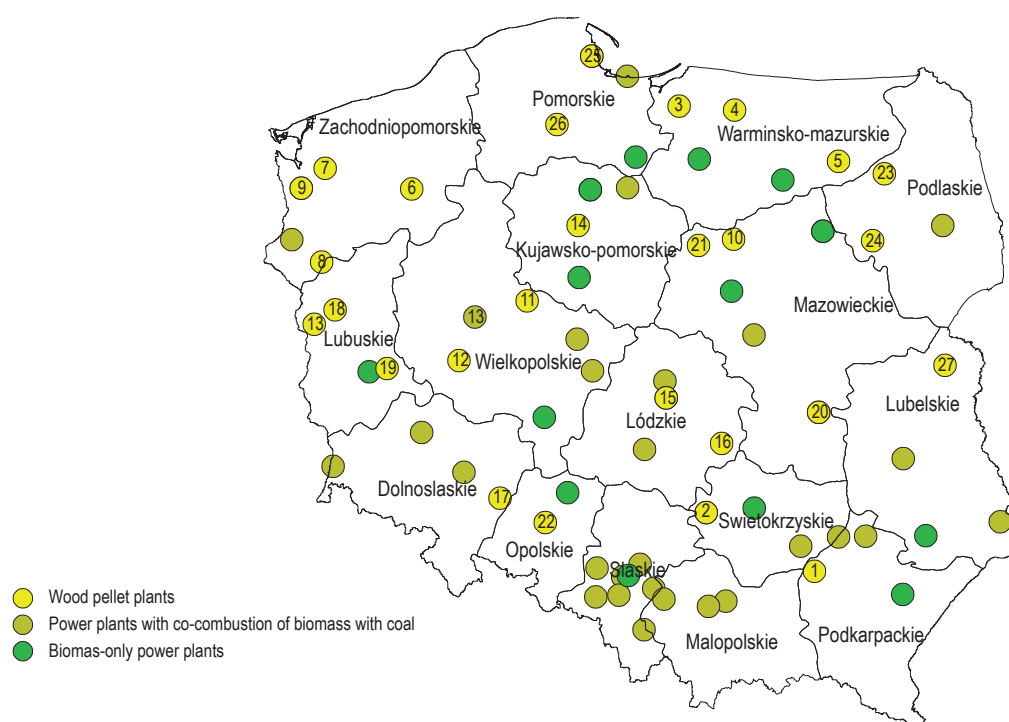 25
Pomorskie
3
4
26
Zachodniopomorskie
Warminsko-mazurskie
5
7
23
9
6
Podlaskie
14
Kujawsko-pomorskie
21
10
24
8
11
Mazowieckie
18
13
13
Lubuskie
12
Wielkopolskie
19
27
15
20
Lubelskie
Lódzkie
16
Dolnoslaskie
17
2
Swietokrzyskie
22
Opolskie
Slaskie
1
Wood pellet plants
Power plants with co-combustion of biomass with coal
Malopolskie
Podkarpackie
Biomas-only power plants